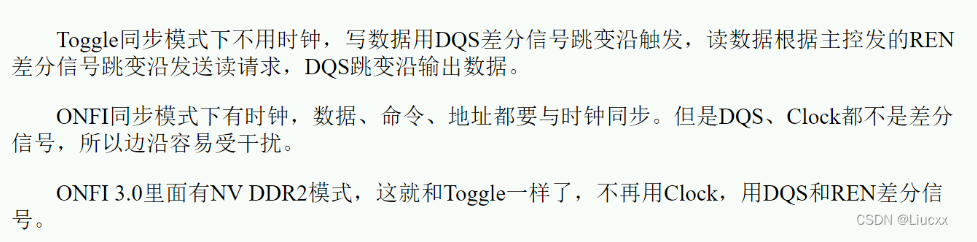 Toggle同步模式下不用时钟，写数据用DQS差分信号跳变沿触发，读数据根据主控发的REN
差分信号跳变沿发送读请求，DQS跳变沿输出数据。
ONFI同步模式下有时钟，数据、命令、地址都要与时钟同步。但是DQS、Clock都不是差分
信号，所以边沿容易受干扰。
ONFI 3.0里面有NV DDR2模式，这就和Toggle一样了，不再用Clock，用DQS和REN差分信
号。
CSDN @Liucxx